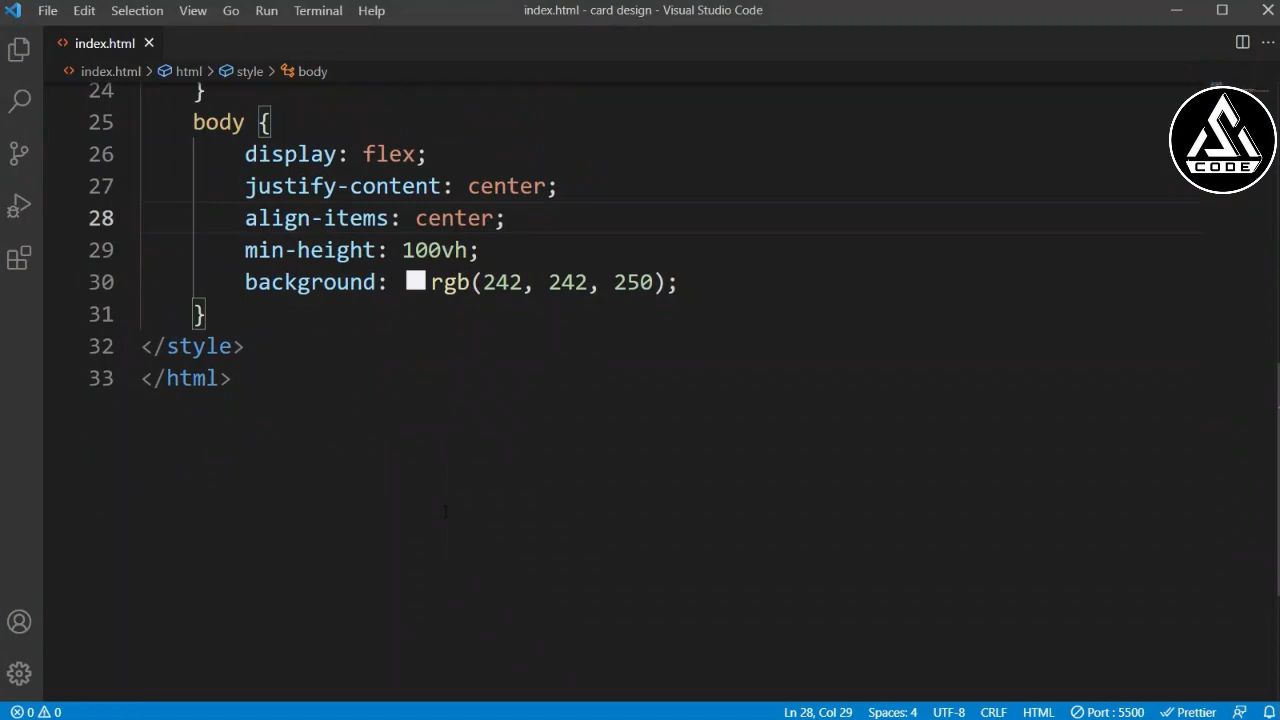 File Edit Selection View Go Run Terminal Help index.html - card design - Visual Studio Code
index.html
index.html > html > style > body
24 }
25 body {
26 display: flex;
27 justify-content: center;
28 align-items: center;
29 min-height: 100vh;
30 background: rgb(242, 242, 250);
31 }
32 </style>
33 </html>
CODE
0 0 Ln 28, Col 29 Spaces: 4 UTF-8 CRLF HTML Port : 5500 Prettier